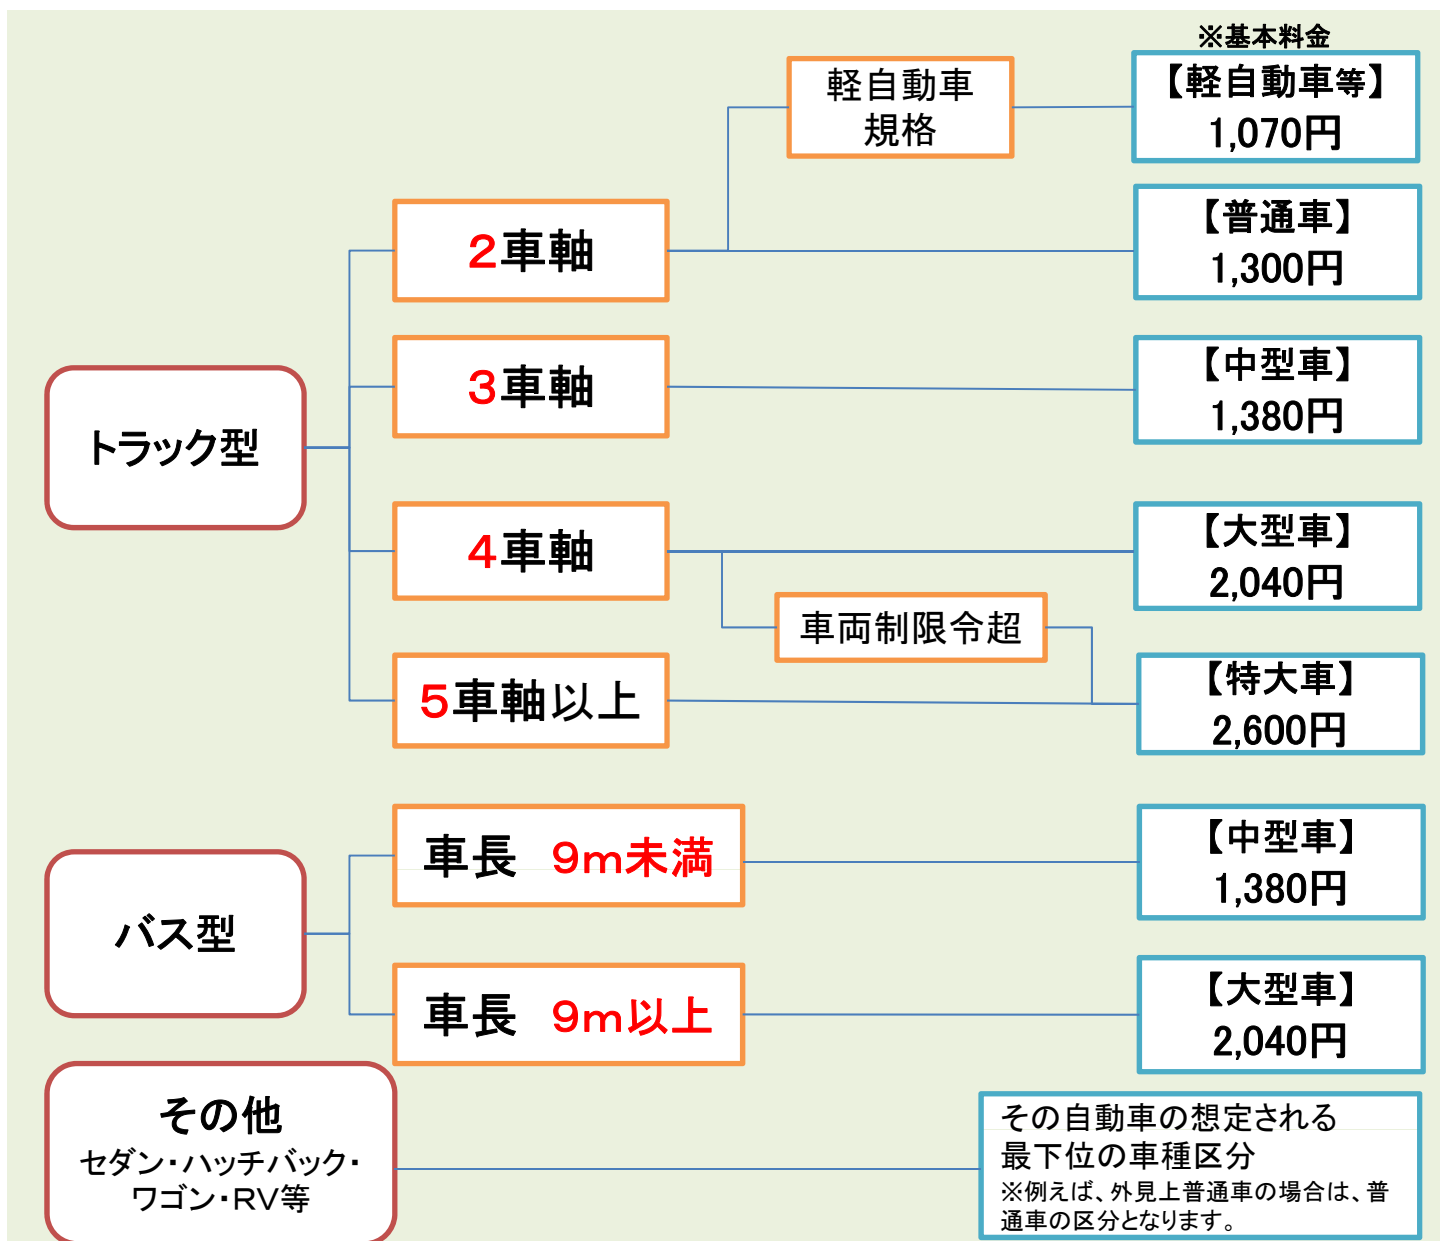 ※基本料金
軽自動車
規格
【軽自動車等】
1,070円
2車軸
【普通車】
1,300円
3車軸
【中型車】
1,380円
トラック型
4車軸
【大型車】
2,040円
車両制限令超
5車軸以上
【特大車】
2,600円
車長　9m未満
【中型車】
1,380円
バス型
車長　9m以上
【大型車】
2,040円
その他
セダン・ハッチバック・
ワゴン・RV等
その自動車の想定される
最下位の車種区分
※例えば、外見上普通車の場合は、普
通車の区分となります。